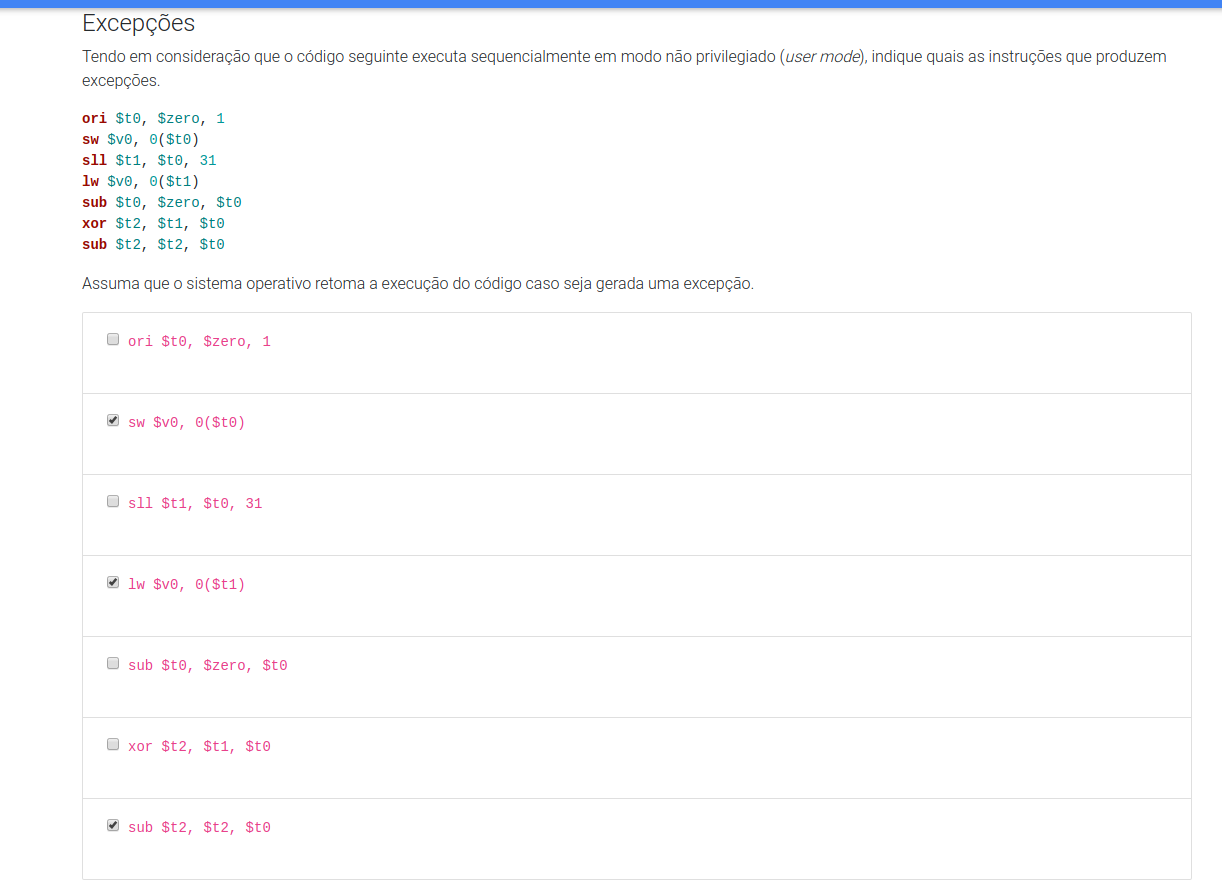 Excepções
Tendo em consideração que o código seguinte executa sequencialmente em modo não privilegiado (user mode), indique quais as instruções que produzem
excepções.
ori $t0, $zero, 1
sw $v0, 0($t0)
sll $t1, $t0, 31
lw $v0, 0($t1)
sub $t0, $zero, $t0
xor $t2, $t1, $t0
sub $t2, $t2, $t0
Assuma que o sistema operativo retoma a execução do código caso seja gerada uma excepção.
ori $t0, $zero, 1
sw $v0, 0($t0)
sll $t1, $t0, 31
lw $v0, 0($t1)
sub $t0, $zero, $t0
xor $t2, $t1, $t0
sub $t2, $t2, $t0